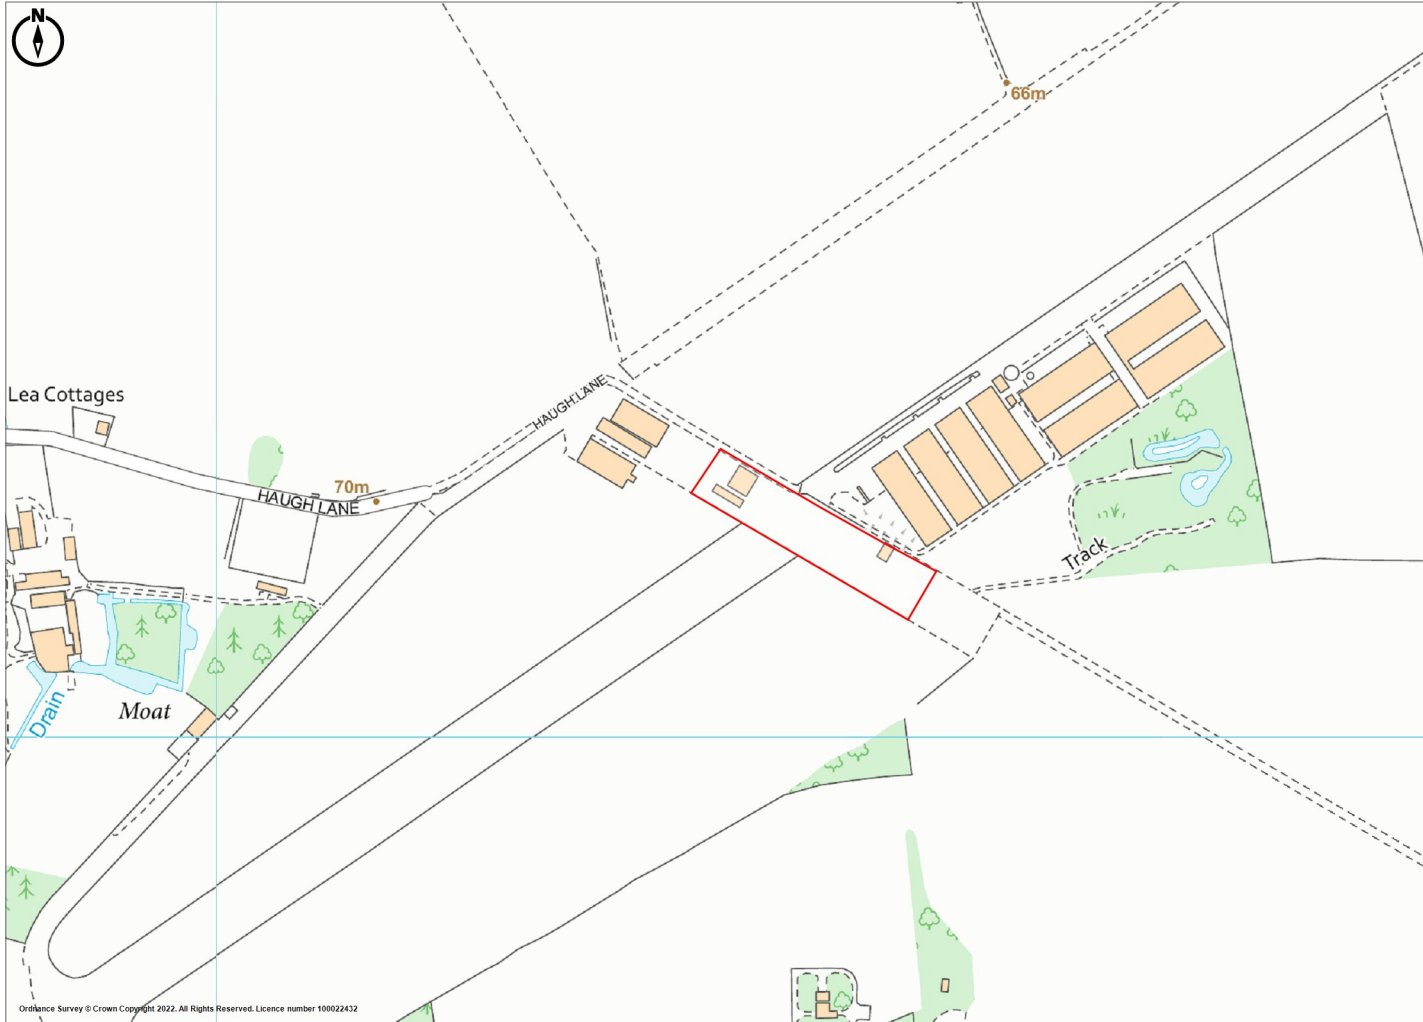 N
66m
Lea Cottages
HAUGH LANE
70m
HAUGH LANE
Track
Moat
Drain
Ordnance Survey © Crown Copyright 2022. All Rights Reserved. Licence number 100022432